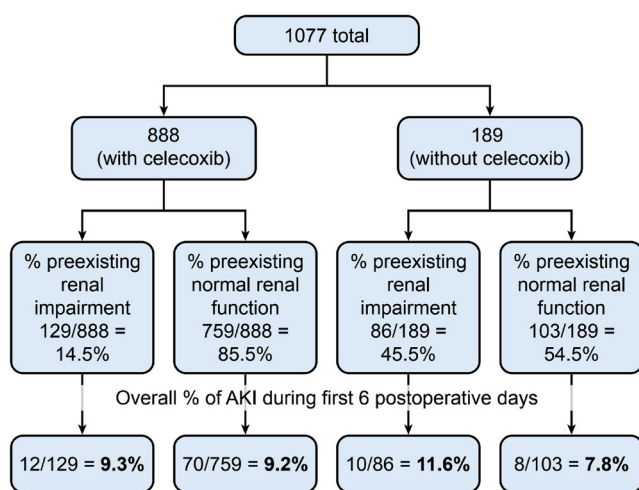 1077 total
888
(with celecoxib)
189
(without celecoxib)
% preexisting
renal
impairment
129/888 =
14.5%
% preexisting
normal renal
function
759/888 =
85.5%
% preexisting
renal
impairment
86/189 =
45.5%
% preexisting
normal renal
function
103/189 =
54.5%
Overall % of AKI during first 6 postoperative days
12/129 = 9.3%
70/759 = 9.2%
10/86 = 11.6%
8/103 = 7.8%